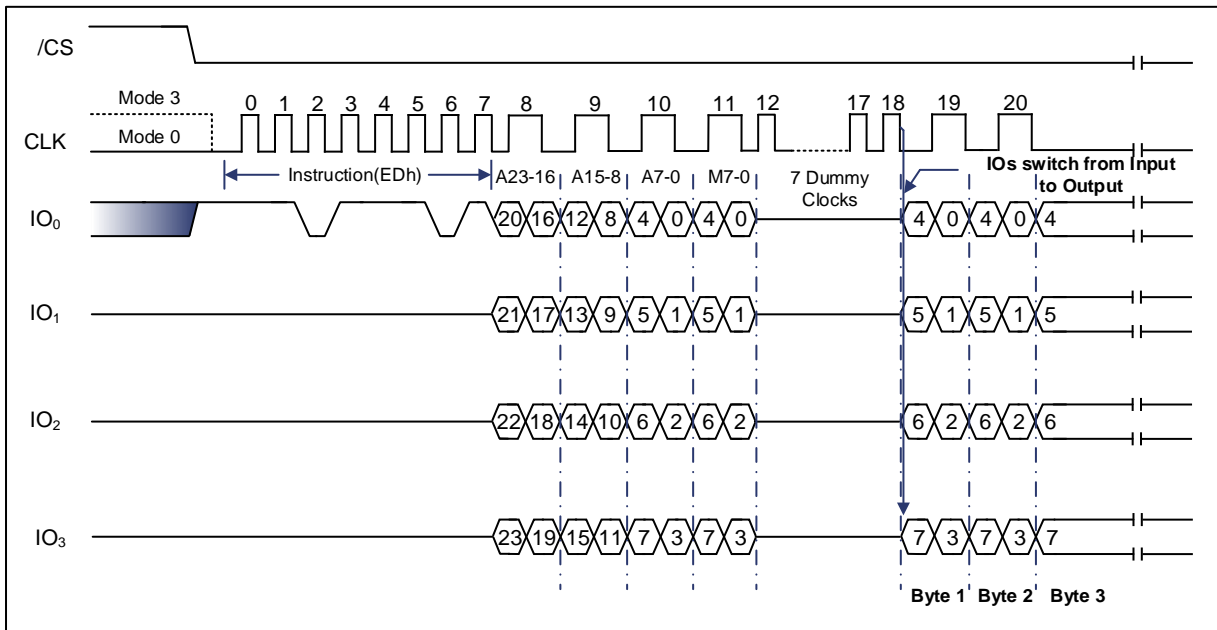 /CS
Mode 3
0 1 2 3 4 5 6 7 8 9 10 11 12 17 18 19 20
CLK
Mode 0
Instruction(EDh)
A23-16 A15-8 A7-0 M7-0
7 Dummy
Clocks
IOs switch from Input
to Output
IO0 20 16 12 8 4 0 4 0 4 0 4 0 4
IO1 21 17 13 9 5 1 5 1 5 1 5 1 5
IO2 22 18 14 10 6 2 6 2 6 2 6 2 6
IO3 23 19 15 11 7 3 7 3 7 3 7 3 7
Byte 1 Byte 2 Byte 3